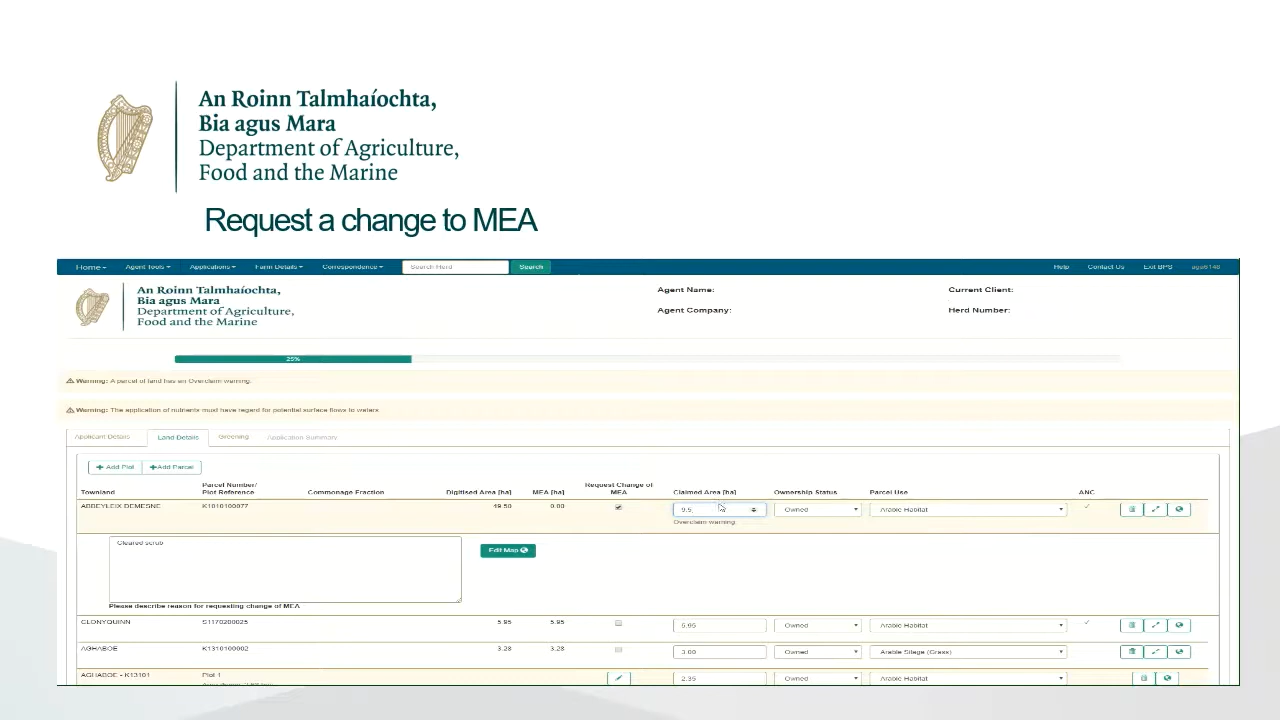 An Roinn Talmhaíochta,
Bia agus Mara
Department of Agriculture,
Food and the Marine
Request a change to MEA
Home Agent Tools Applications Farm Details Correspondence Search Herd Search Help Contact Us Exit BPS aga6148
An Roinn Talmhaíochta,
Bia agus Mara
Department of Agriculture,
Food and the Marine
Agent Name: Current Client:
Agent Company: Herd Number:
25%
Warning: A parcel of land has an Overclaim warning.
Warning: The application of nutrients must have regard for potential surface flows to waters
Applicant Details Land Details Greening Application Summary
Add Plot Add Parcel
Townland Parcel Number/ Plot Reference Commonage Fraction Digitised Area [ha] MEA [ha] Request Change of MEA Claimed Area [ha] Ownership Status Parcel Use ANC
ABBEYLEIX DEMESNE K1010100077 19.50 0.00 9.5 Owned Arable Habitat
Overclaim warning
Cleared scrub
Edit Map
Please describe reason for requesting change of MEA
CLONYQUINN S1170200025 5.95 5.95 5.95 Owned Arable Habitat
AGHABOE K1310100002 3.28 3.28 3.00 Owned Arable Silage (Grass)
AGHABOE - K13101 Plot 1 2.35 Owned Arable Habitat